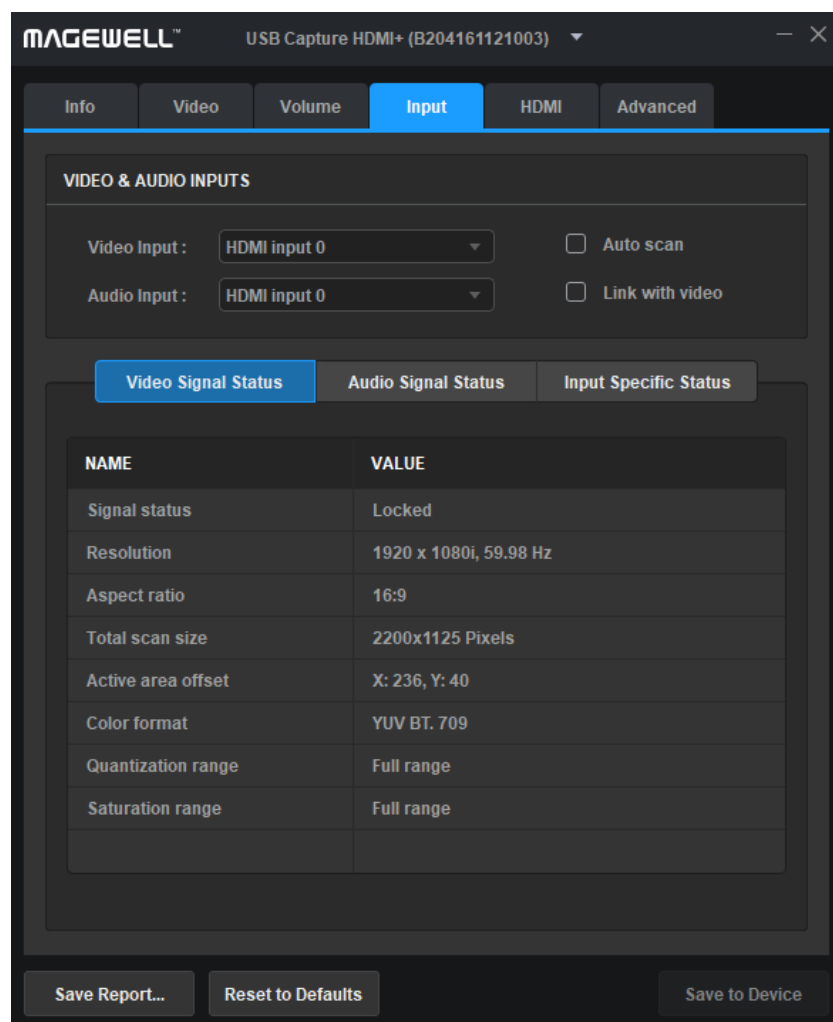 MAGEWELL™ USB Capture HDMI+ (B204161121003)
Info Video Volume Input HDMI Advanced
VIDEO & AUDIO INPUTS
Video Input : HDMI input 0 Auto scan
Audio Input : HDMI input 0 Link with video
Video Signal Status Audio Signal Status Input Specific Status
NAME VALUE
Signal status Locked
Resolution 1920 x 1080i, 59.98 Hz
Aspect ratio 16:9
Total scan size 2200x1125 Pixels
Active area offset X: 236, Y: 40
Color format YUV BT. 709
Quantization range Full range
Saturation range Full range
Save Report... Reset to Defaults Save to Device